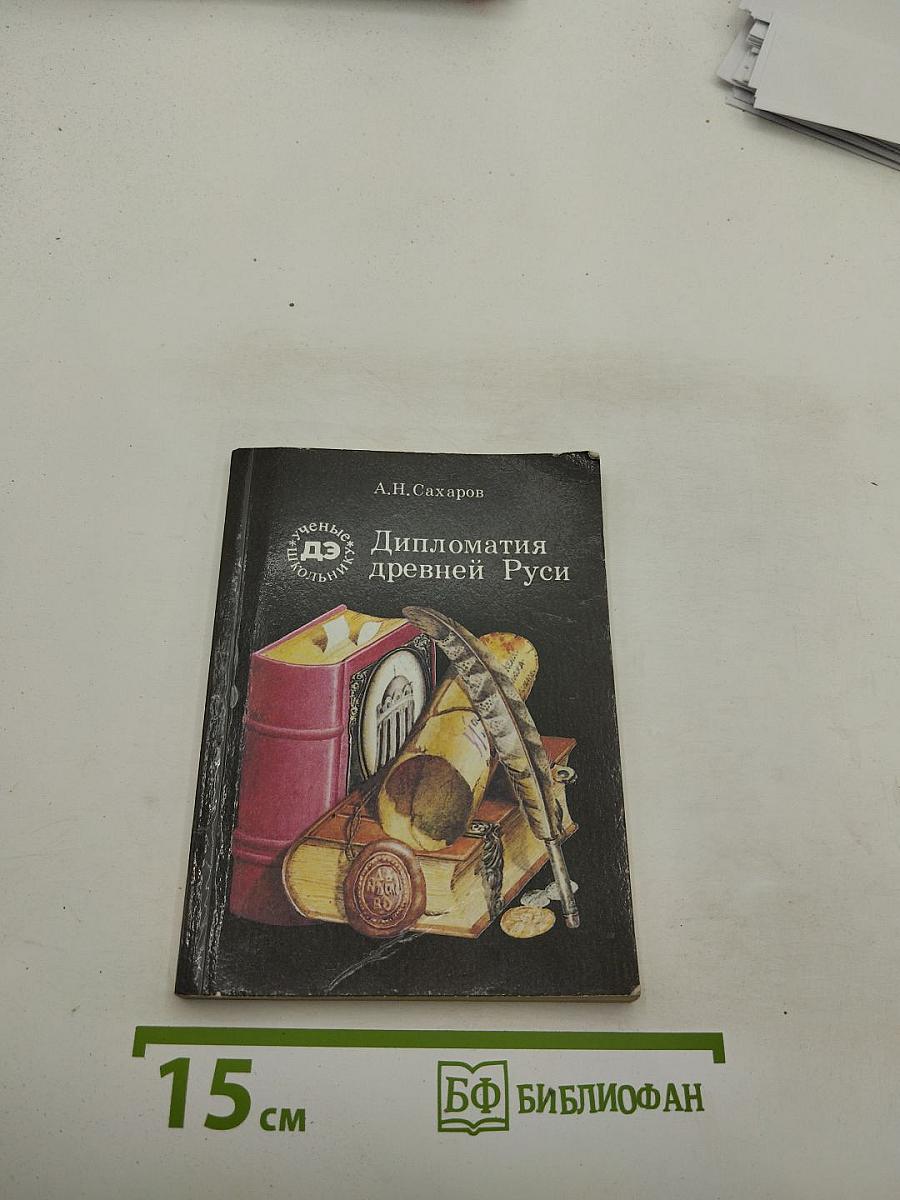 А.Н.Сахаров
*УЧЕНЫЕ*
ДЭ
ШКОЛЬНИКУ
Дипломатия
древней Руси
15 см
БФ БИБЛИОФАН